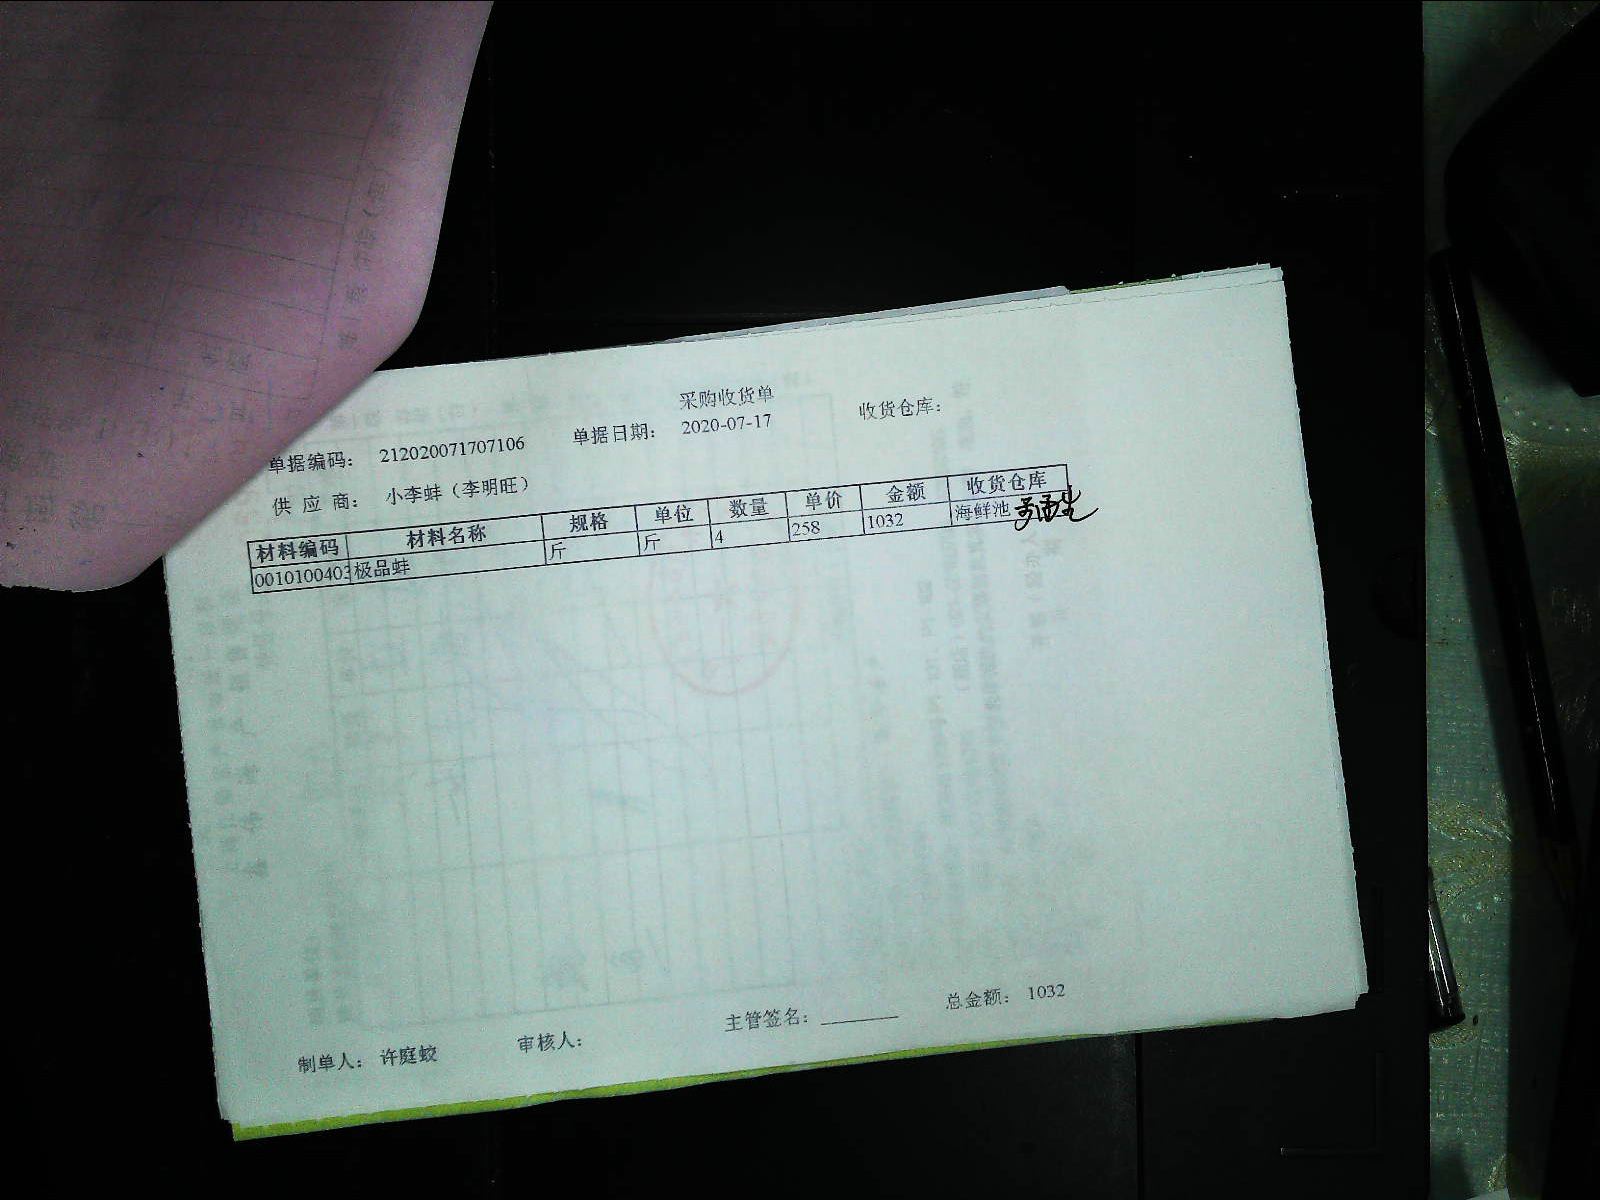 采购收货单
单据编码： 212020071707106 单据日期： 2020-07-17 收货仓库：
供 应 商： 小李蚌（李明旺）
材料编码 材料名称 规格 单位 数量 单价 金额 收货仓库
0010100403 极品蚌 斤 斤 4 258 1032 海鲜池
制单人： 许庭蛟 审核人： 主管签名： 总金额： 1032